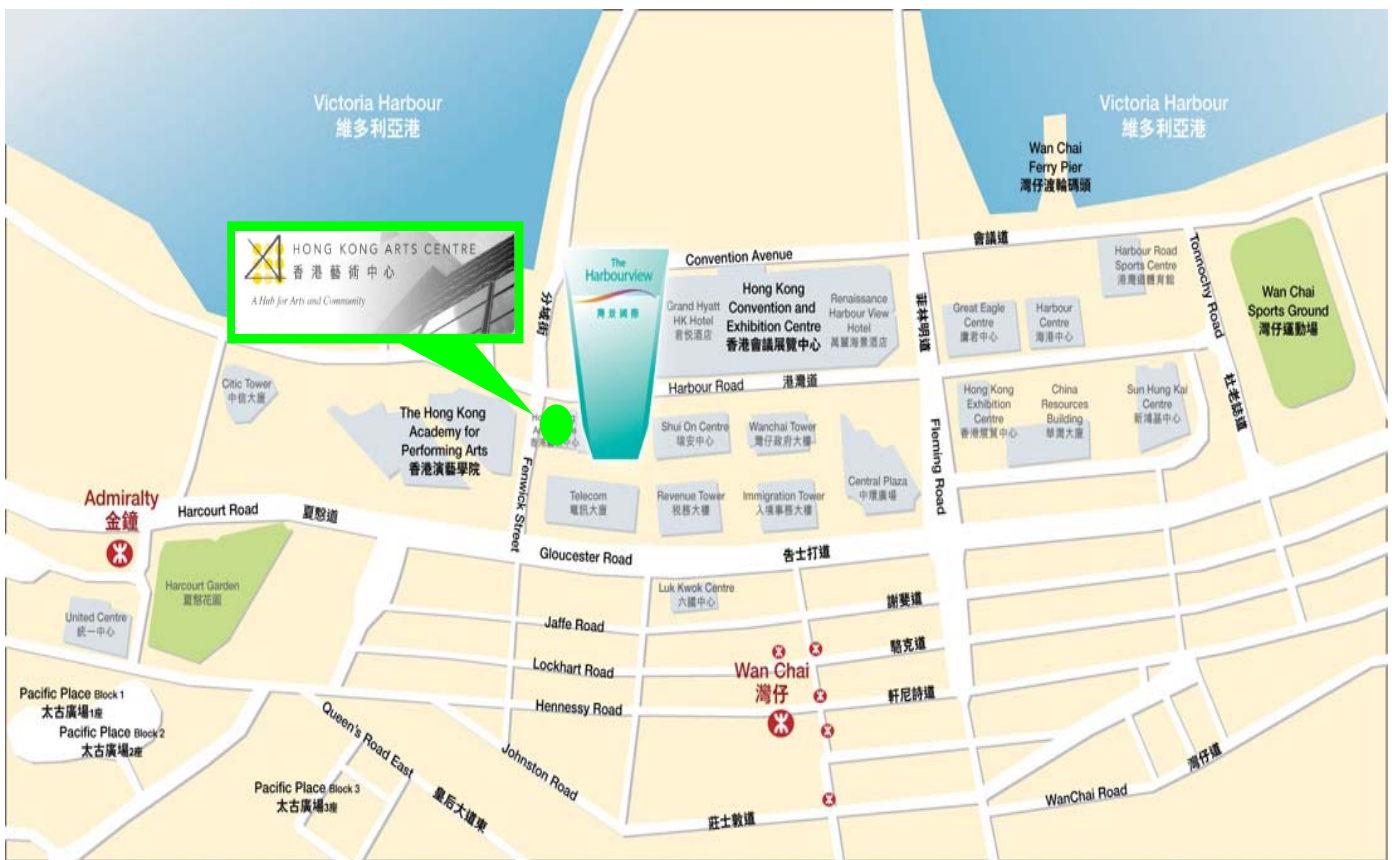 Victoria Harbour
維多利亞港
Victoria Harbour
維多利亞港
Wan Chai
Ferry Pier
灣仔渡輪碼頭
HONG KONG ARTS CENTRE
香港藝術中心
A Hub for Arts and Community
分域街
The
Harbourview
灣景國際
Convention Avenue
會議道
Grand Hyatt
HK Hotel
君悅酒店
Hong Kong
Convention and
Exhibition Centre
香港會議展覽中心
Renaissance
Harbour View
Hotel
萬麗海景酒店
菲林明道
Great Eagle
Centre
鷹君中心
Harbour
Centre
海港中心
Harbour Road
Sports Centre
港灣道體育館
Tonnochy Road
杜老誌道
Wan Chai
Sports Ground
灣仔運動場
Harbour Road
港灣道
Citic Tower
中信大廈
The Hong Kong
Academy for
Performing Arts
香港演藝學院
Fenwick Street
Shui On Centre
瑞安中心
Wanchai Tower
灣仔政府大樓
Fleming Road
Hong Kong
Exhibition
Centre
香港展覽中心
China
Resources
Building
華潤大廈
Sun Hung Kai
Centre
新鴻基中心
Telecom
電訊大廈
Revenue Tower
稅務大樓
Immigration Tower
入境事務大樓
Central Plaza
中環廣場
Admiralty
金鐘
Harcourt Road
夏慤道
Gloucester Road
告士打道
Harcourt Garden
夏慤花園
United Centre
統一中心
Luk Kwok Centre
六國中心
Jaffe Road
謝斐道
Lockhart Road
駱克道
Wan Chai
灣仔
Hennessy Road
軒尼詩道
Pacific Place Block 1
太古廣場1座
Pacific Place Block 2
太古廣場2座
Queen's Road East
皇后大道東
Johnston Road
莊士敦道
Pacific Place Block 3
太古廣場3座
WanChai Road
灣仔道